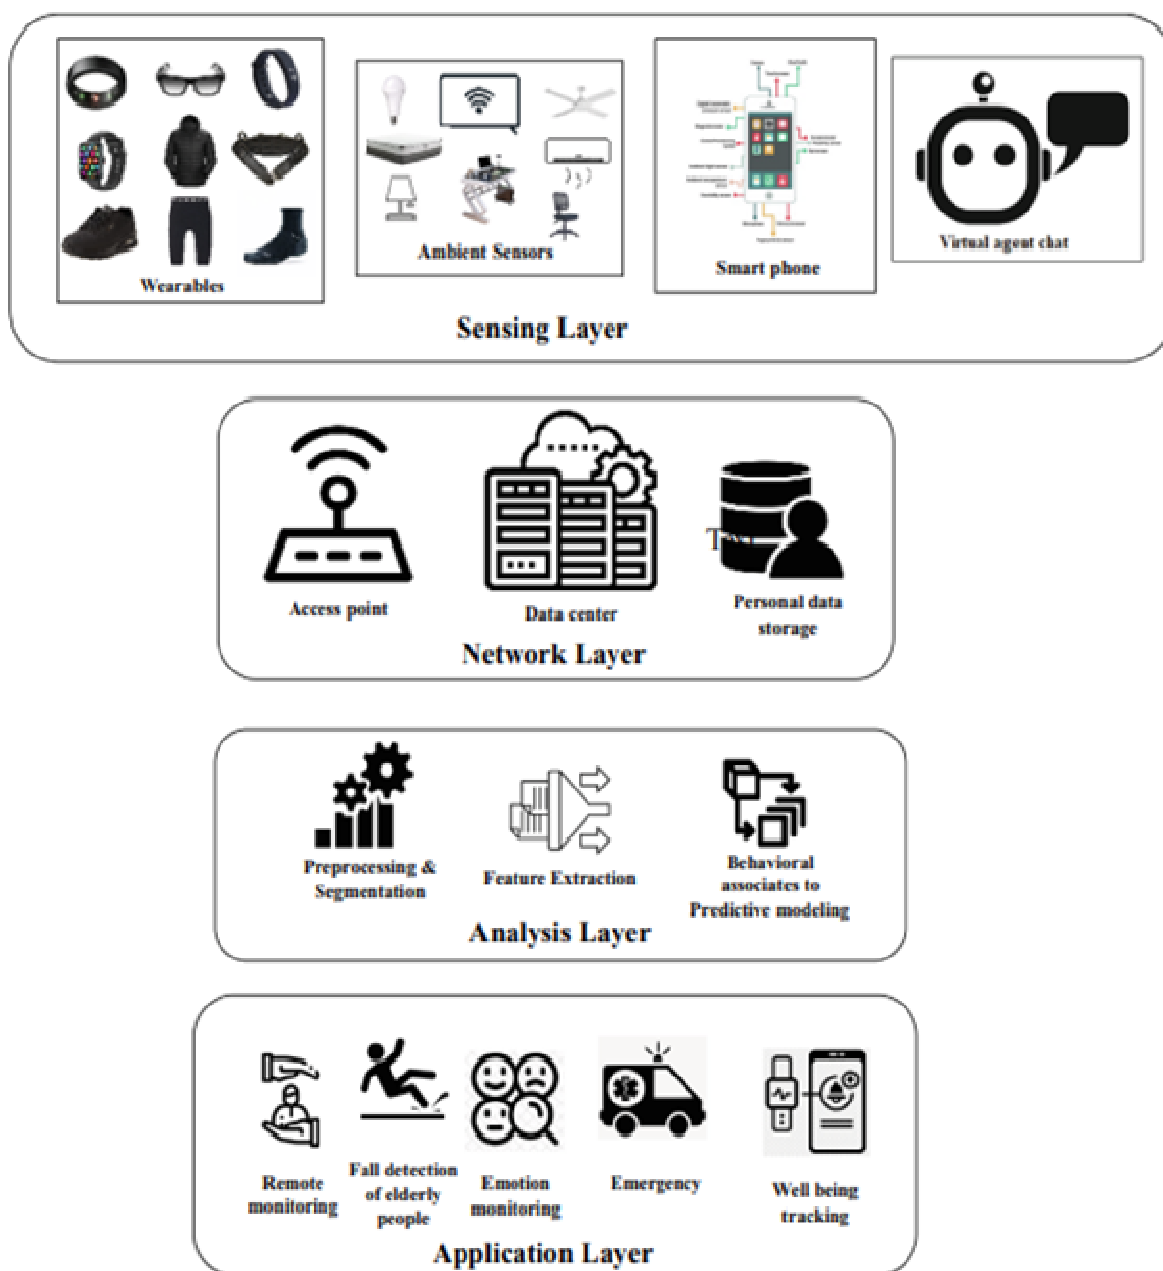 Wearables
Ambient Sensors
Smart phone
Virtual agent chat
Sensing Layer
Access point
Data center
Personal data
storage
Network Layer
Preprocessing &
Segmentation
Feature Extraction
Behavioral
associates to
Predictive modeling
Analysis Layer
Remote
monitoring
Fall detection
of elderly
people
Emotion
monitoring
Emergency
Well being
tracking
Application Layer